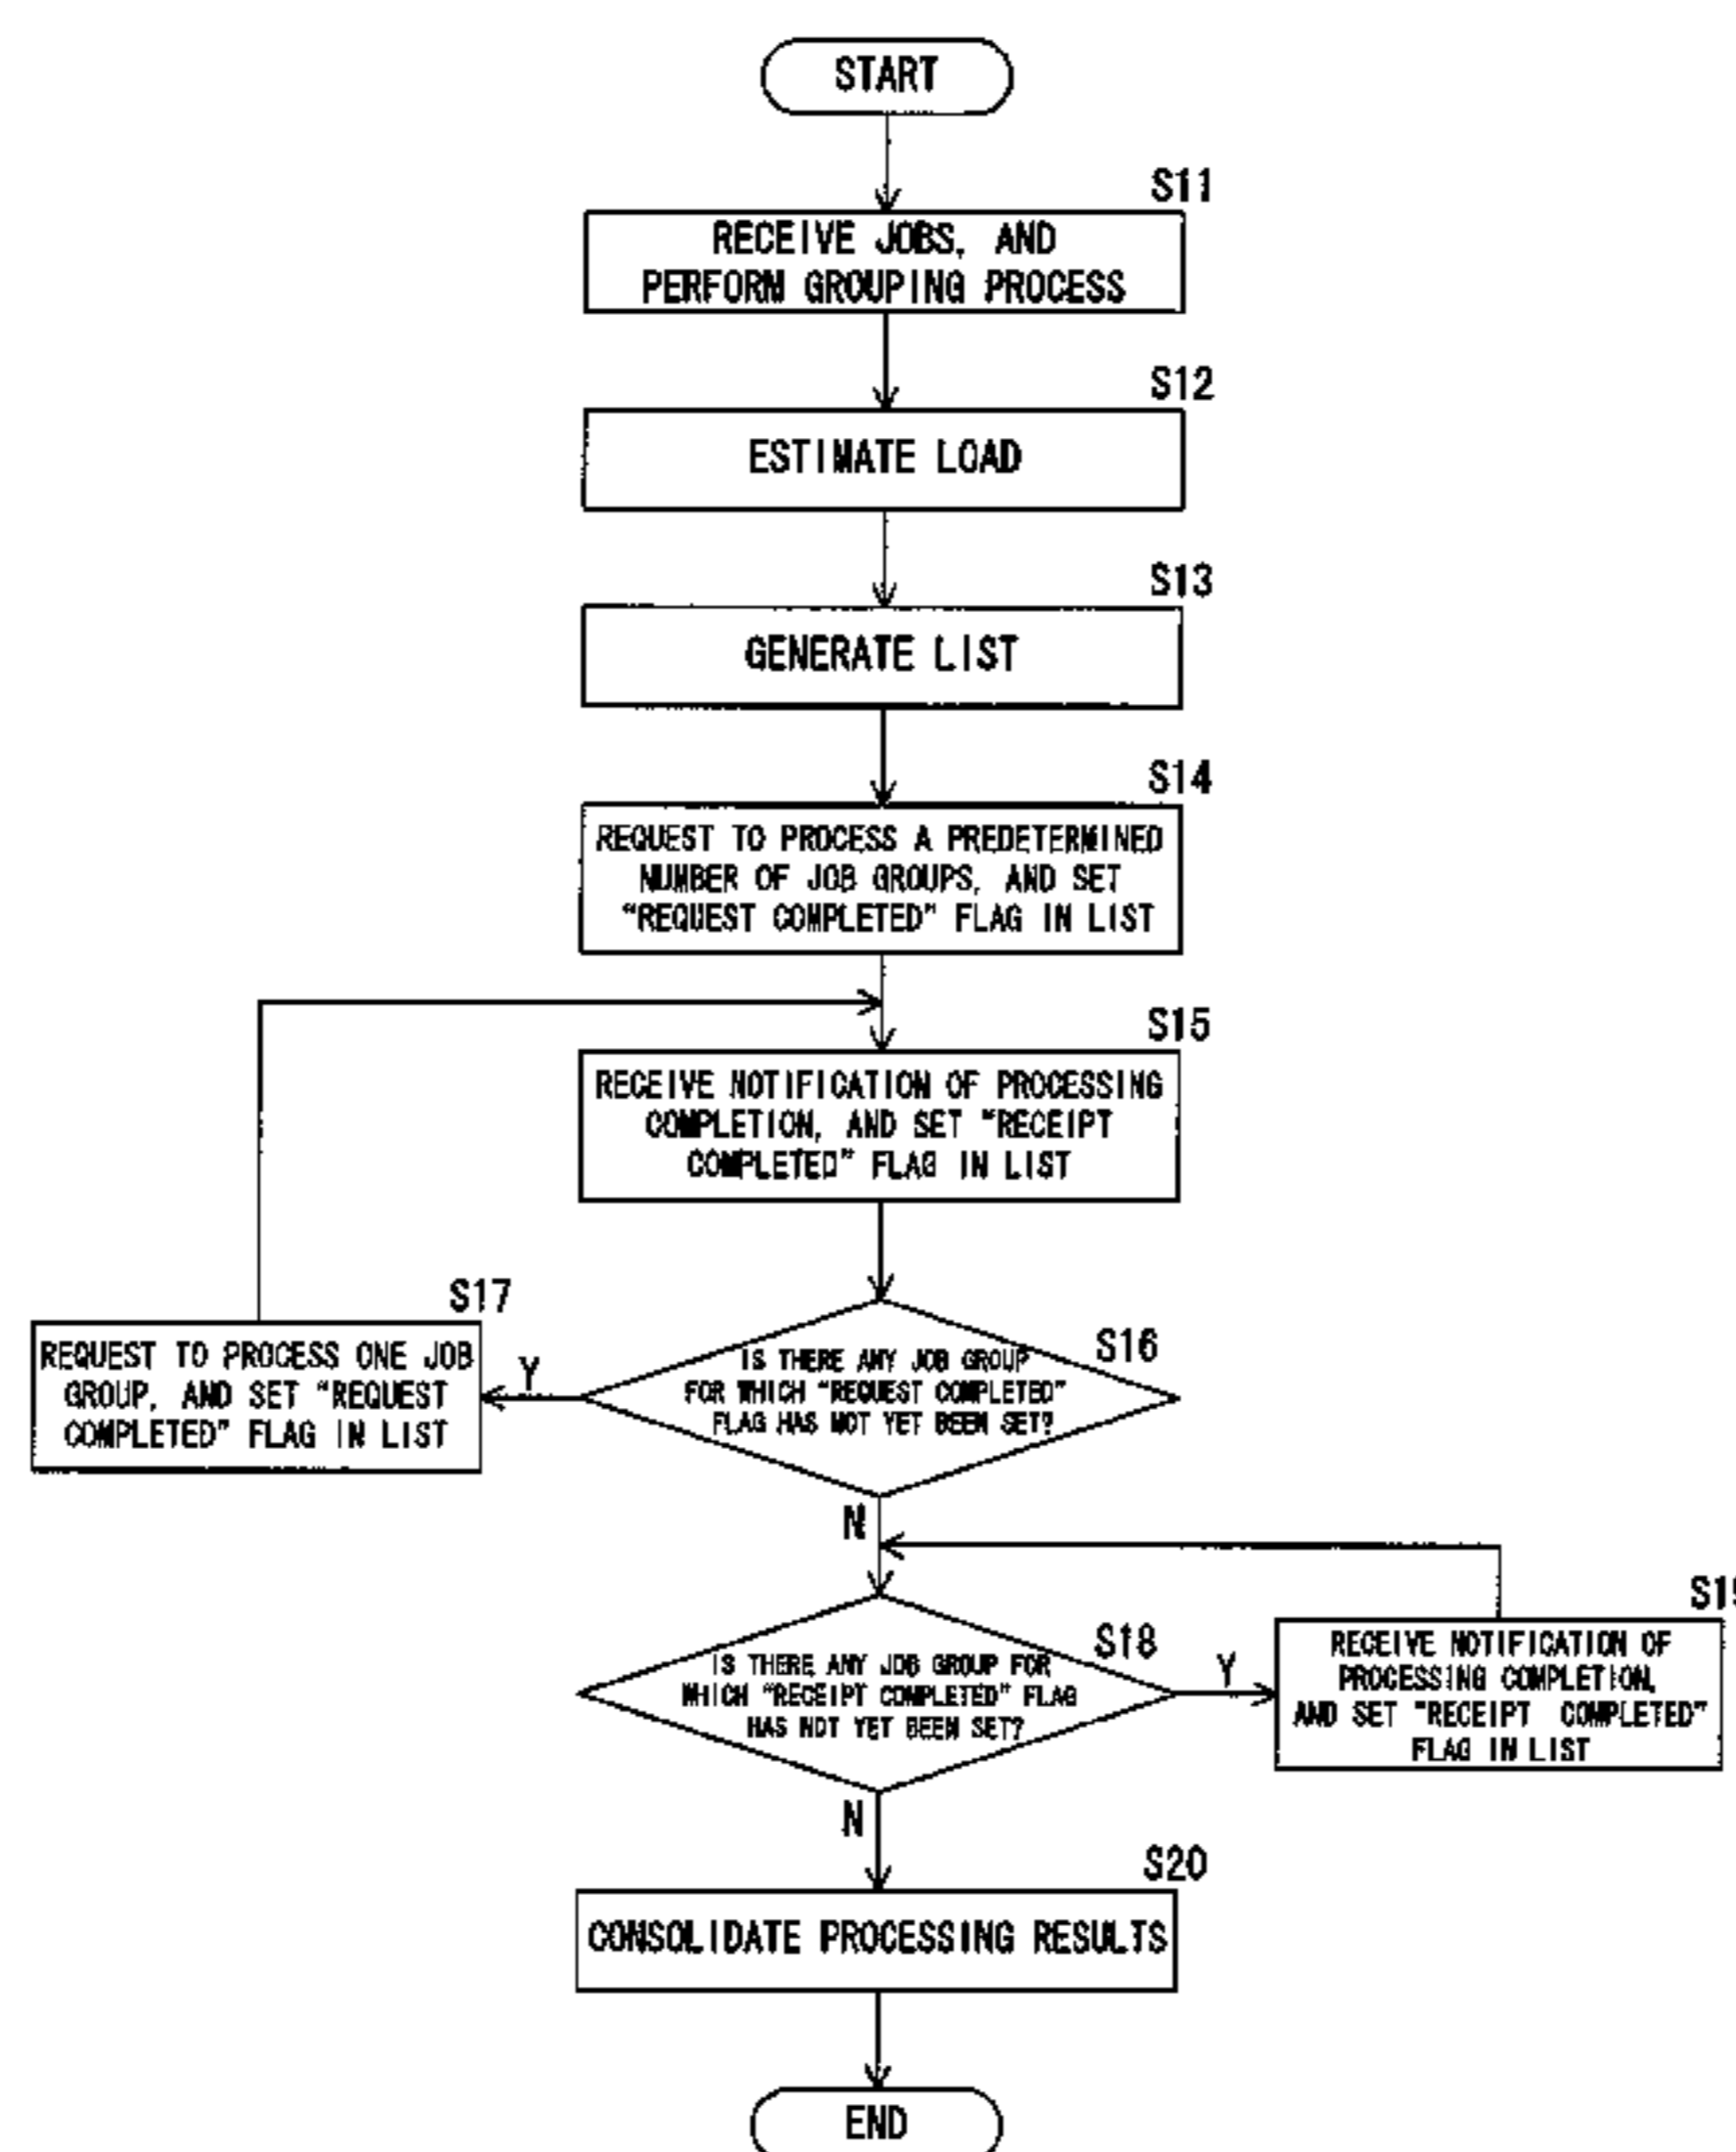 START
S11
RECEIVE JOBS, AND
PERFORM GROUPING PROCESS
S12
ESTIMATE LOAD
S13
GENERATE LIST
S14
REQUEST TO PROCESS A PREDETERMINED
NUMBER OF JOB GROUPS, AND SET
"REQUEST COMPLETED" FLAG IN LIST
S15
RECEIVE NOTIFICATION OF PROCESSING
COMPLETION, AND SET "RECEIPT
COMPLETED" FLAG IN LIST
S17
REQUEST TO PROCESS ONE JOB
GROUP, AND SET "REQUEST
COMPLETED" FLAG IN LIST
Y
S16
IS THERE ANY JOB GROUP
FOR WHICH "REQUEST COMPLETED"
FLAG HAS NOT YET BEEN SET?
N
S18
IS THERE ANY JOB GROUP FOR
WHICH "RECEIPT COMPLETED" FLAG
HAS NOT YET BEEN SET?
Y
S19
RECEIVE NOTIFICATION OF
PROCESSING COMPLETION,
AND SET "RECEIPT COMPLETED"
FLAG IN LIST
N
S20
CONSOLIDATE PROCESSING RESULTS
END